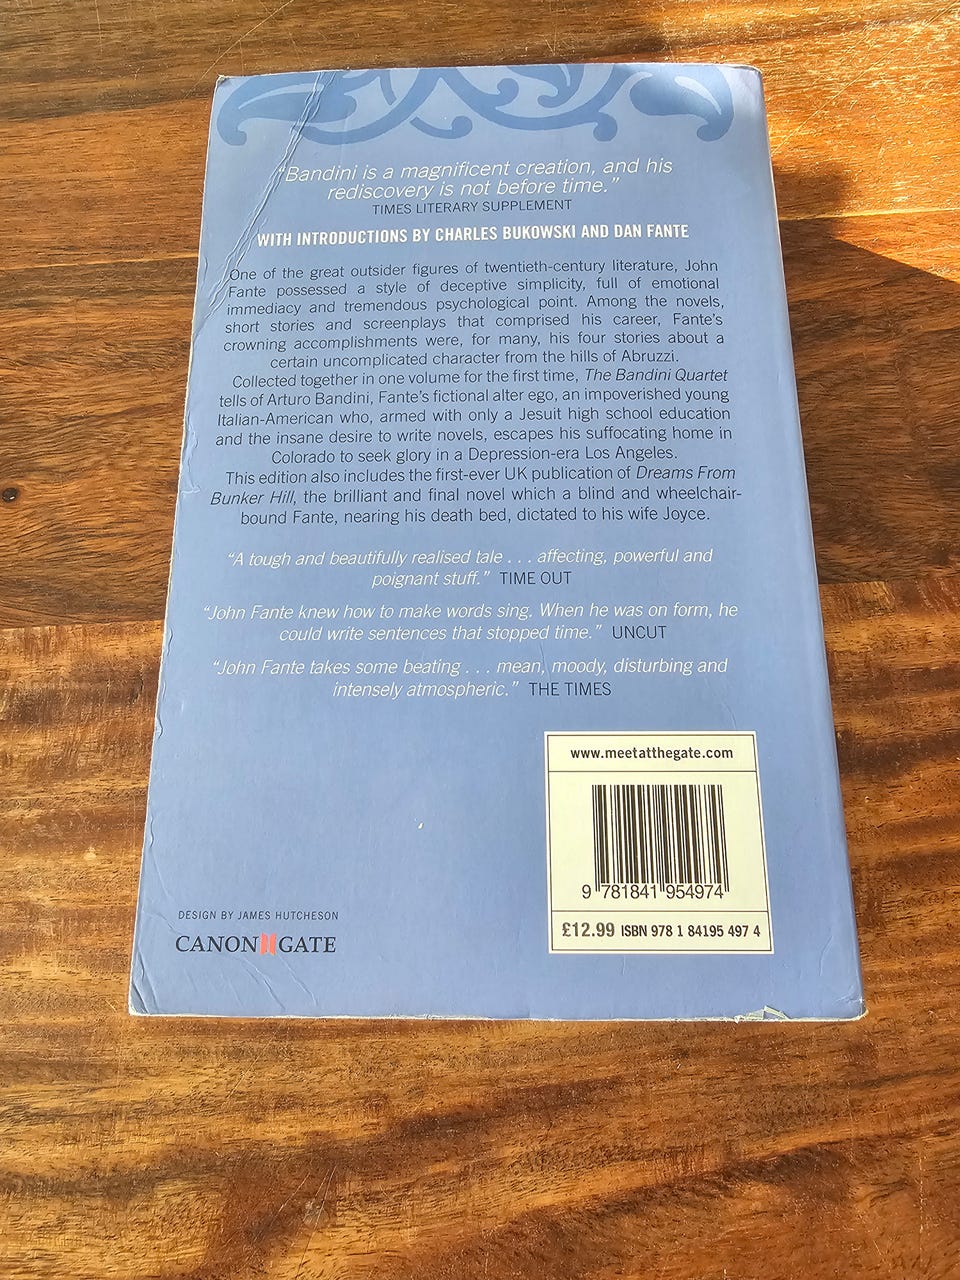 "Bandini is a magnificent creation, and his
rediscovery is not before time."
TIMES LITERARY SUPPLEMENT
WITH INTRODUCTIONS BY CHARLES BUKOWSKI AND DAN FANTE
One of the great outsider figures of twentieth-century literature, John
Fante possessed a style of deceptive simplicity, full of emotional
immediacy and tremendous psychological point. Among the novels,
short stories and screenplays that comprised his career, Fante's
crowning accomplishments were, for many, his four stories about a
certain uncomplicated character from the hills of Abruzzi.
Collected together in one volume for the first time, The Bandini Quartet
tells of Arturo Bandini, Fante's fictional alter ego, an impoverished young
Italian-American who, armed with only a Jesuit high school education
and the insane desire to write novels, escapes his suffocating home in
Colorado to seek glory in a Depression-era Los Angeles.
This edition also includes the first-ever UK publication of Dreams From
Bunker Hill, the brilliant and final novel which a blind and wheelchair-
bound Fante, nearing his death bed, dictated to his wife Joyce.
"A tough and beautifully realised tale . . . affecting, powerful and
poignant stuff." TIME OUT
"John Fante knew how to make words sing. When he was on form, he
could write sentences that stopped time." UNCUT
"John Fante takes some beating . . . mean, moody, disturbing and
intensely atmospheric." THE TIMES
www.meetatthegate.com
9 781841 954974
£12.99 ISBN 978 1 84195 497 4
DESIGN BY JAMES HUTCHESON
CANONGATE